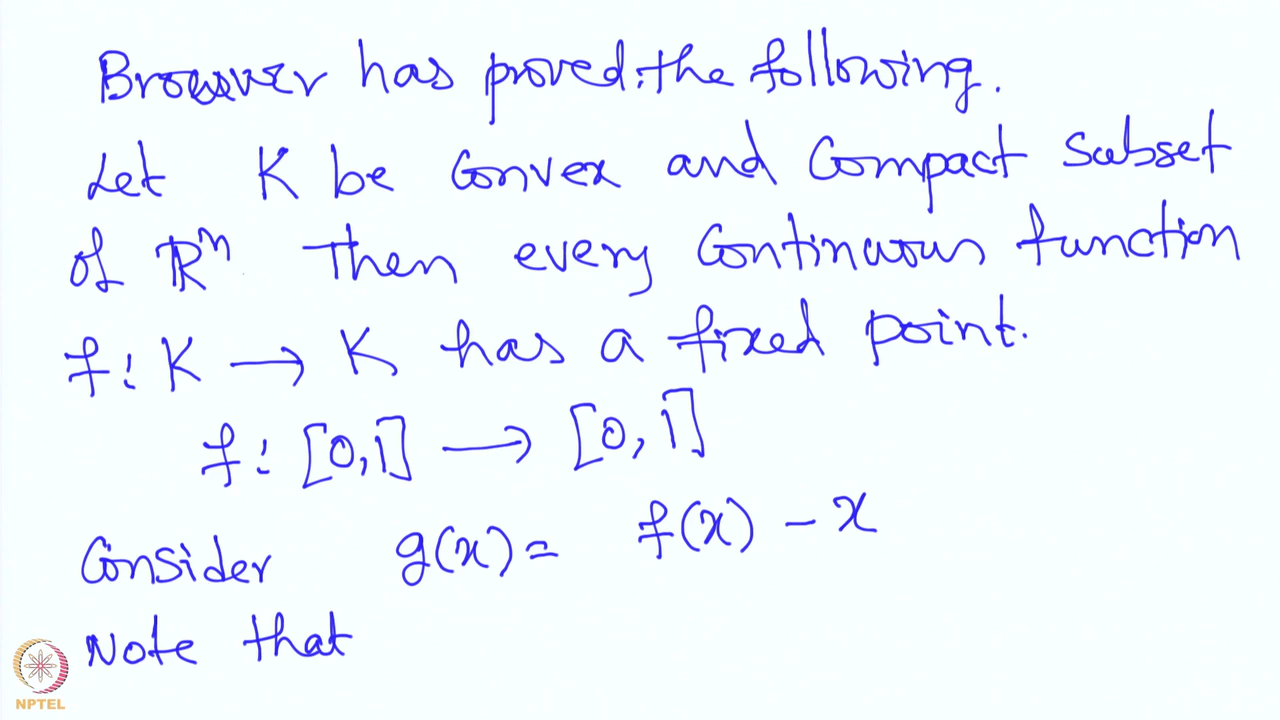 Brouwer has proved the following.
Let K be Convex and Compact Subset
of ℝⁿ Then every Continuous function
f: K → K has a fixed point.
f: [0,1] → [0,1]
Consider g(x) = f(x) - x
Note that
NPTEL